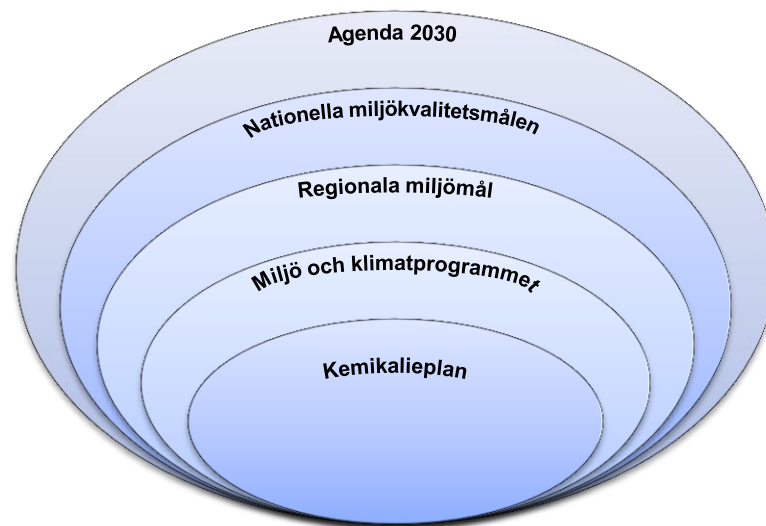 Agenda 2030
Nationella miljökvalitetsmålen
Regionala miljömål
Miljö och klimatprogrammet
Kemikalieplan